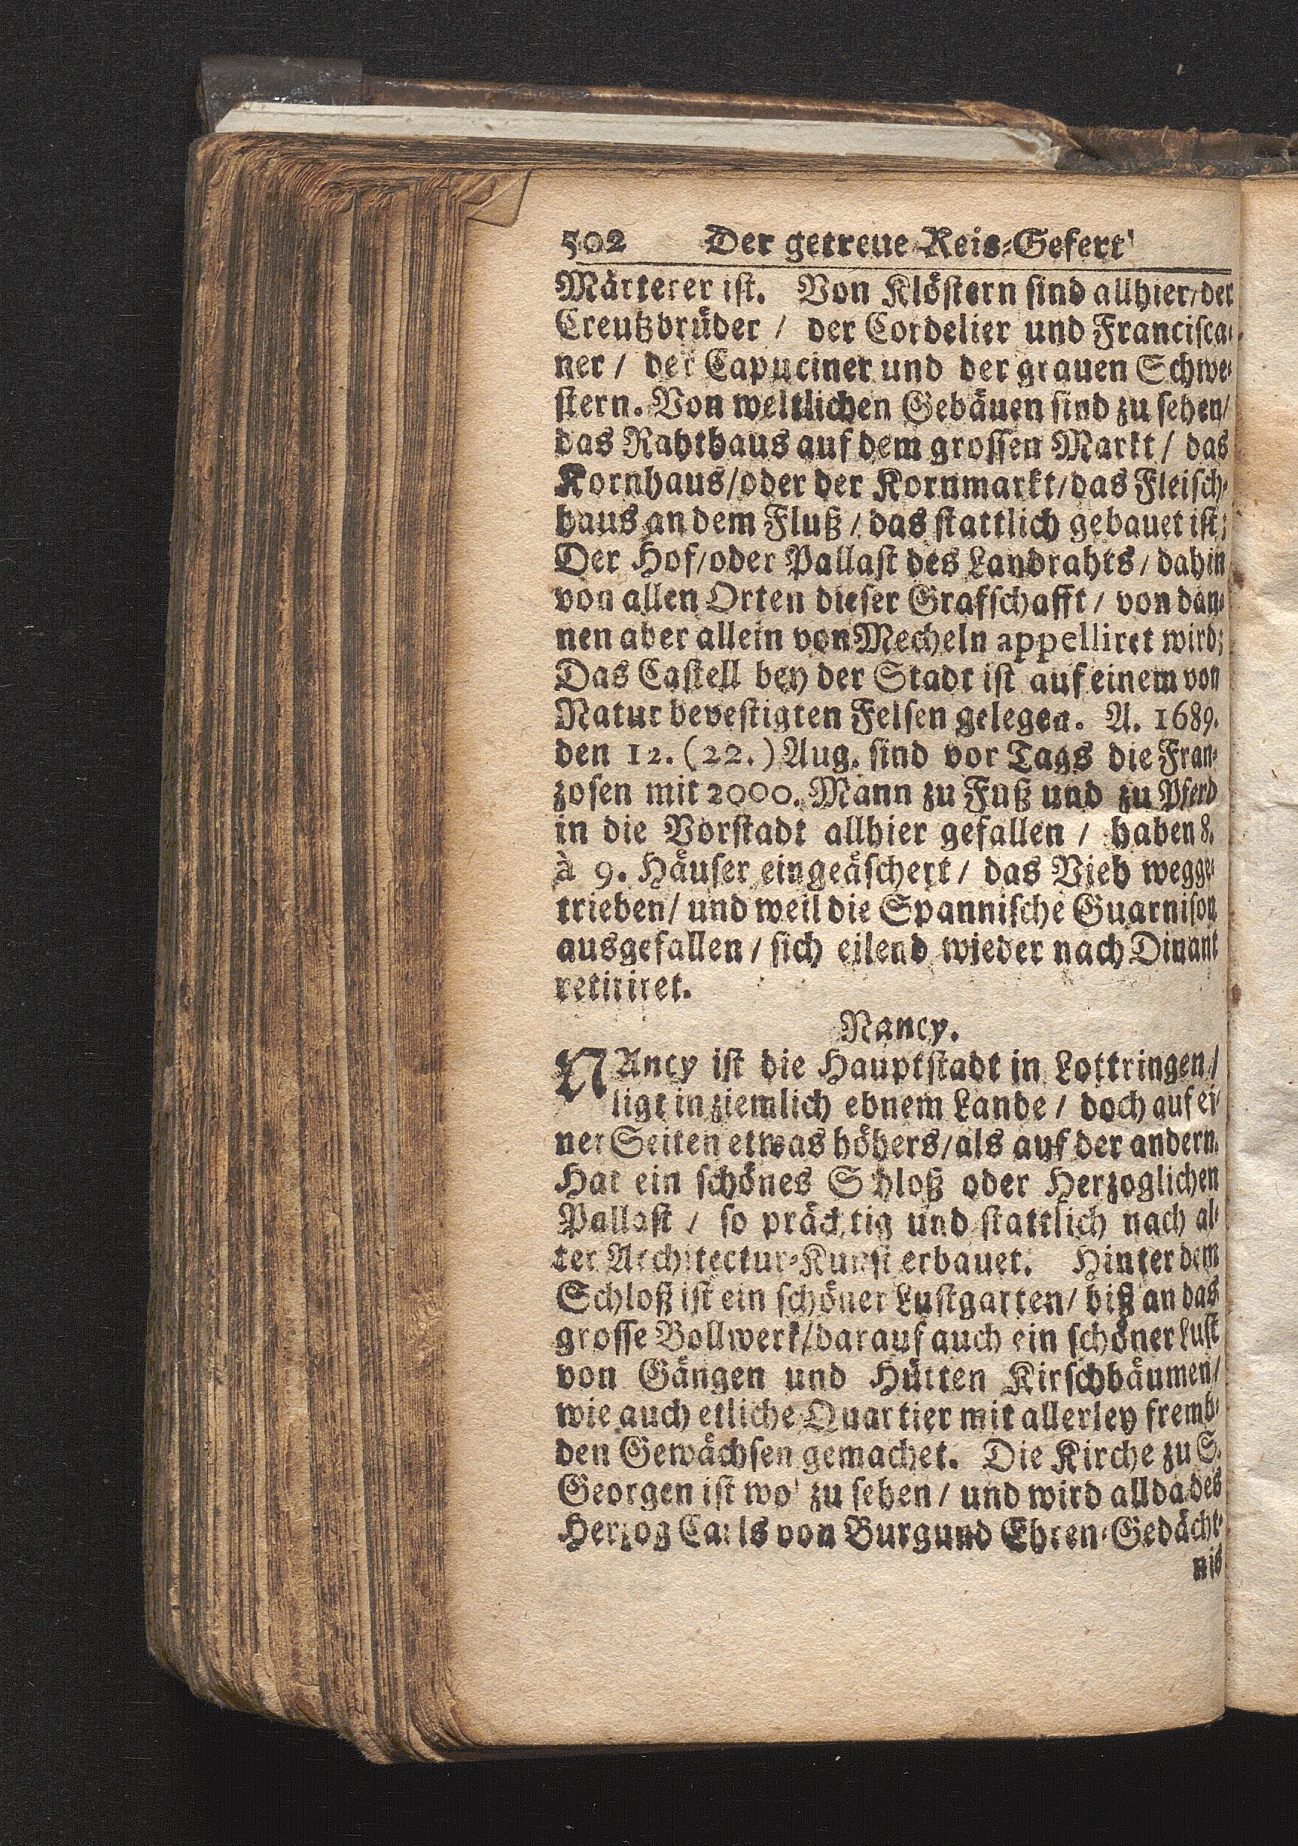 502 Der getreue Reis-Gefert'
Märterer ist. Von Klöstern sind allhier/der
Creutzbrüder / der Cordelier und Francisca-
ner / der Capuciner und der grauen Schwe-
stern. Von weltlichen Gebäuen sind zu sehen/
das Rahthaus auf dem grossen Markt / das
Kornhaus/oder der Kornmarkt/das Fleisch-
haus an dem Fluß / das stattlich gebauet ist;
Der Hof/oder Pallast des Landrahts / dahin
von allen Orten dieser Grafschafft / von dan-
nen aber allein von Mecheln appelliret wird;
Das Castell bey der Stadt ist auf einem von
Natur bevestigten Felsen gelegen. A. 1689.
den 12. (22.) Aug. sind vor Tags die Fran-
zosen mit 2000. Mann zu Fuß und zu Pferd
in die Vorstadt allhier gefallen / haben 8.
à 9. Häuser eingeäschert / das Vieh wegge-
trieben/ und weil die Spannische Guarnison
ausgefallen / sich eilend wieder nach Dinant
retiriret.
Nancy.
NAncy ist die Hauptstadt in Lottringen /
ligt in ziemlich ebnem Lande / doch auf ei-
ner Seiten etwas höhers/als auf der andern.
Hat ein schönes Schloß oder Herzoglichen
Pallast / so prächtig und stattlich nach al-
ter Architectur-Kunst erbauet. Hinter dem
Schloß ist ein schöner Lustgarten/ biß an das
grosse Bollwerk/darauf auch ein schöner Lust
von Gängen und Hütten Kirschbäumen/
wie auch etliche Quartier mit allerley fremb-
den Gewächsen gemachet. Die Kirche zu S.
Georgen ist wol zu sehen / und wird allda des
Herzog Carls von Burgund Ehren-Gedächt-
nis